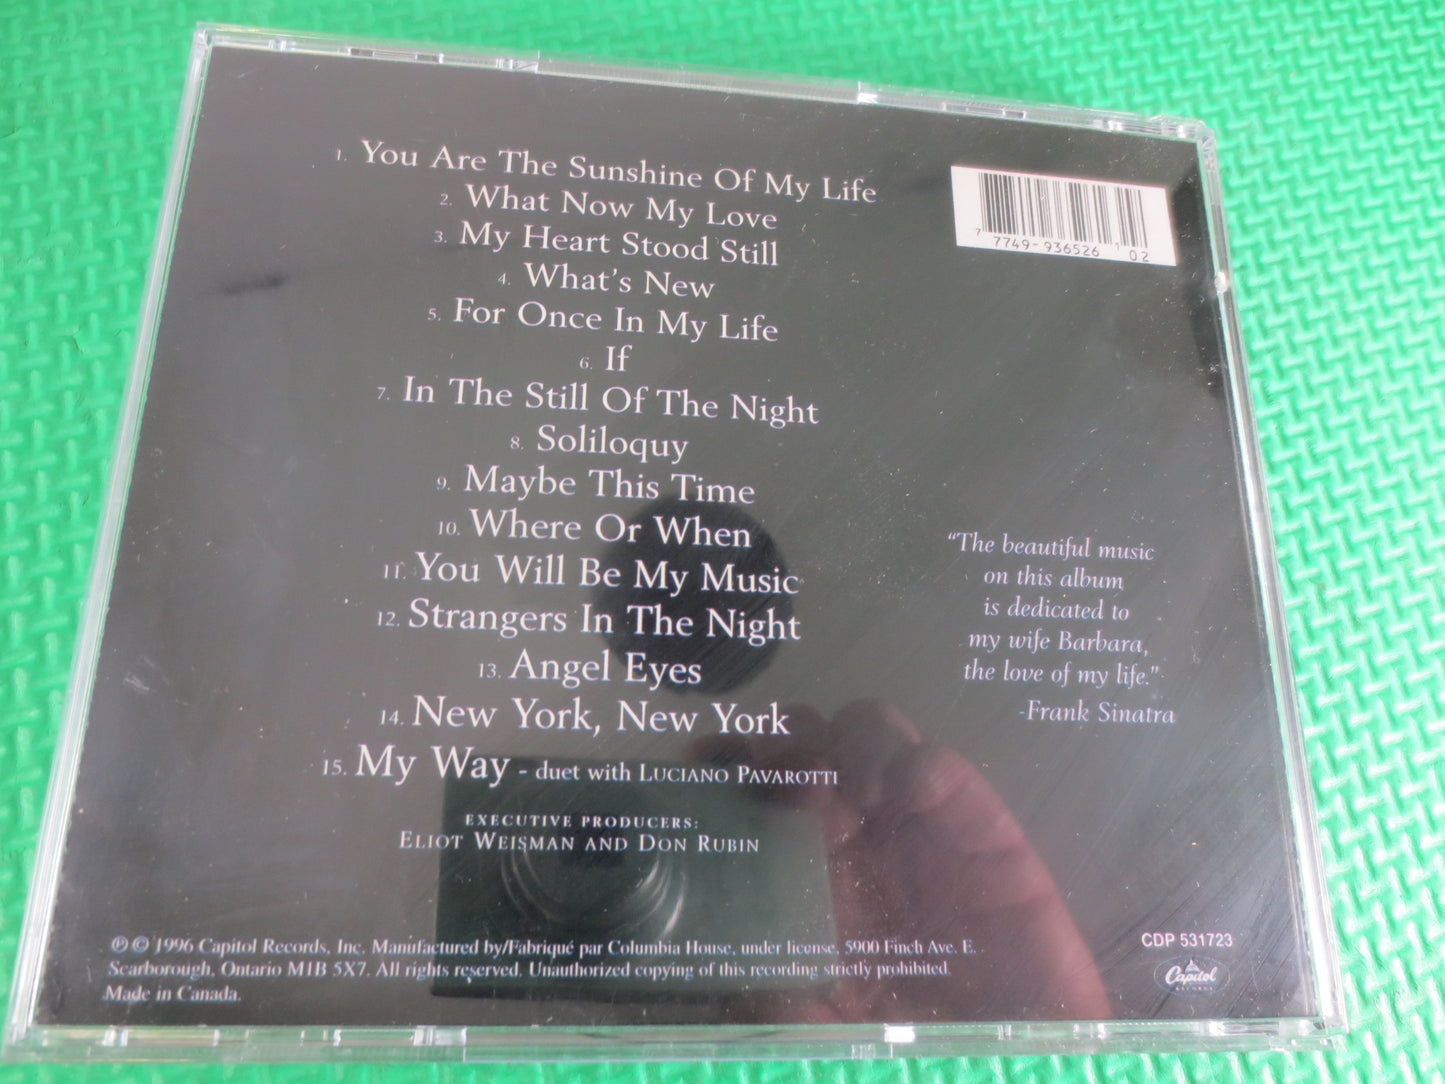 1. You Are The Sunshine Of My Life
2. What Now My Love
3. My Heart Stood Still
4. What's New
5. For Once In My Life
6. If
7. In The Still Of The Night
8. Soliloquy
9. Maybe This Time
10. Where Or When
11. You Will Be My Music
12. Strangers In The Night
13. Angel Eyes
14. New York, New York
15. My Way - duet with LUCIANO PAVAROTTI
EXECUTIVE PRODUCERS:
ELIOT WEISMAN AND DON RUBIN
7 7749-936526 1 02
"The beautiful music
on this album
is dedicated to
my wife Barbara,
the love of my life."
-Frank Sinatra
℗ © 1996 Capitol Records, Inc. Manufactured by/Fabriqué par Columbia House, under license, 5900 Finch Ave. E.
Scarborough, Ontario M1B 5X7. All rights reserved. Unauthorized copying of this recording strictly prohibited.
Made in Canada.
CDP 531723
Capitol
RECORDS